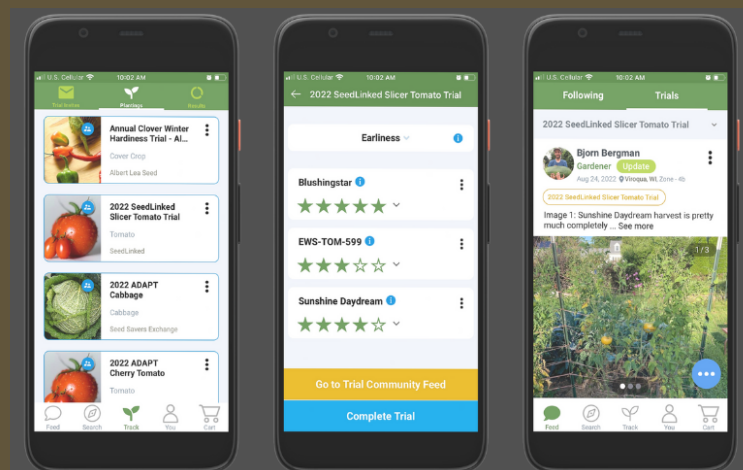 U.S. Cellular 10:02 AM
Trial Invites Plantings Results
Annual Clover Winter
Hardiness Trial - Al...
Cover Crop
Albert Lea Seed
2022 SeedLinked
Slicer Tomato Trial
Tomato
SeedLinked
2022 ADAPT
Cabbage
Cabbage
Seed Savers Exchange
2022 ADAPT
Cherry Tomato
Tomato
Feed Search Track You Cart
U.S. Cellular 10:02 AM
2022 SeedLinked Slicer Tomato Trial
Earliness
Blushingstar
EWS-TOM-599
Sunshine Daydream
Go to Trial Community Feed
Complete Trial
U.S. Cellular 10:02 AM
Following Trials
2022 SeedLinked Slicer Tomato Trial
Bjorn Bergman
Gardener Update
Aug 24, 2022 Viroqua, WI, Zone - 4b
2022 SeedLinked Slicer Tomato Trial
Image 1: Sunshine Daydream harvest is pretty
much completely ... See more
1/3
Feed Search Track You Cart